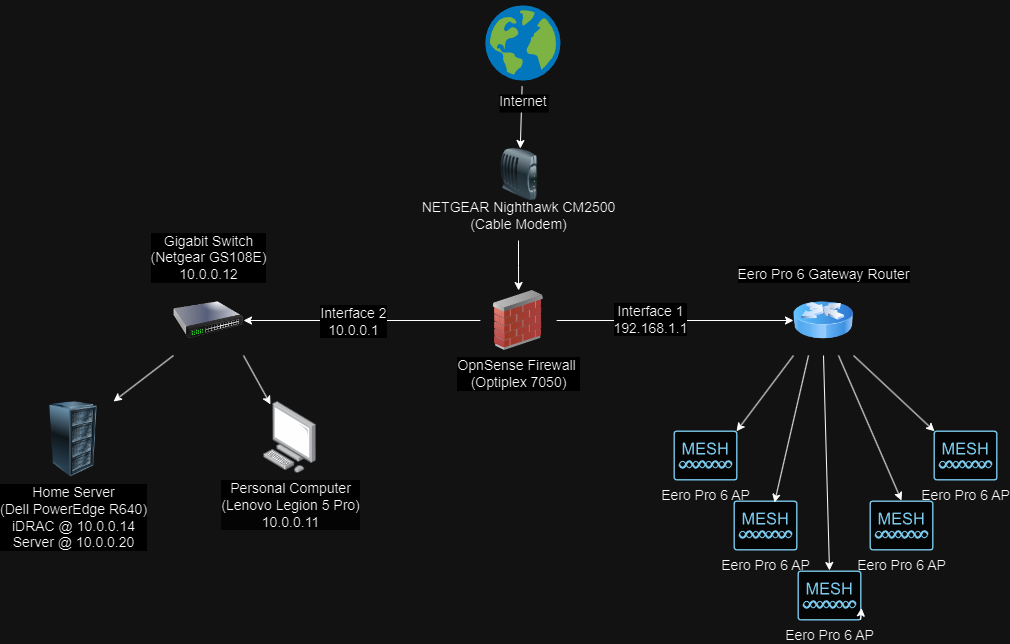 Internet
NETGEAR Nighthawk CM2500
(Cable Modem)
Gigabit Switch
(Netgear GS108E)
10.0.0.12
Eero Pro 6 Gateway Router
Interface 2
10.0.0.1
Interface 1
192.168.1.1
OpnSense Firewall
(Optiplex 7050)
Home Server
(Dell PowerEdge R640)
iDRAC @ 10.0.0.14
Server @ 10.0.0.20
Personal Computer
(Lenovo Legion 5 Pro)
10.0.0.11
MESH
Eero Pro 6 AP
MESH
Eero Pro 6 AP
MESH
Eero Pro 6 AP
MESH
Eero Pro 6 AP
MESH
Eero Pro 6 AP